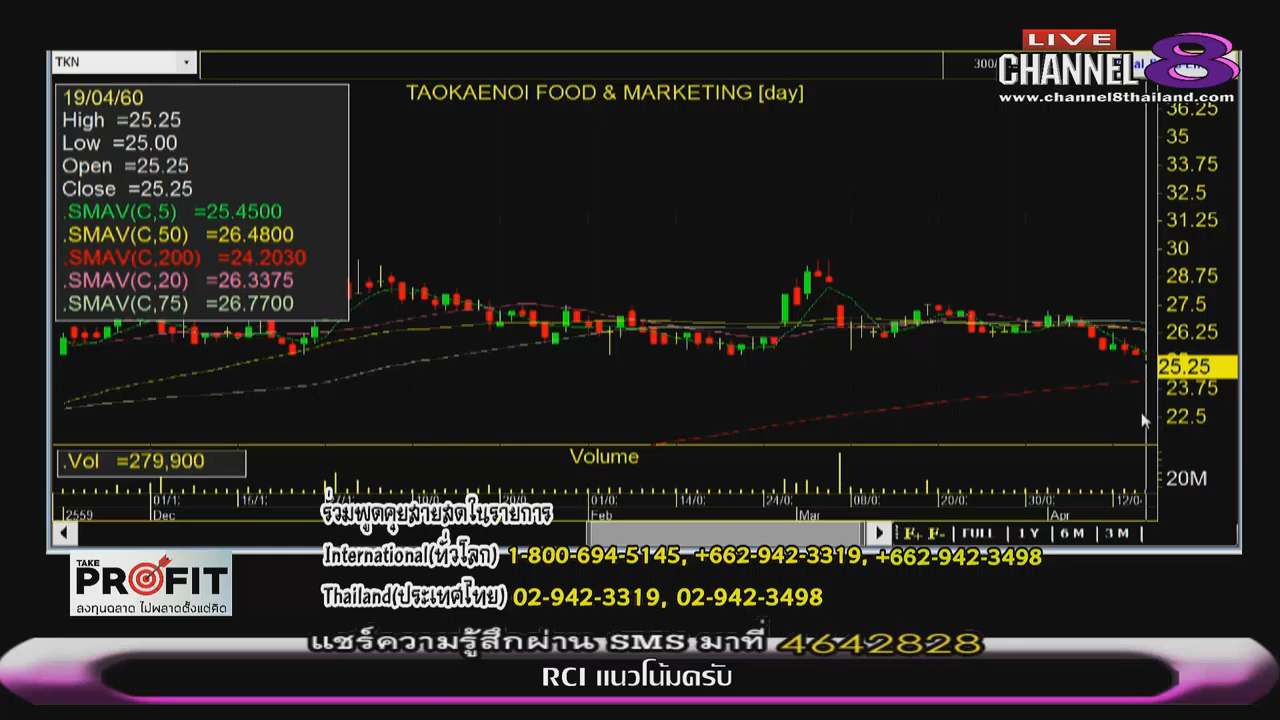 LIVE
CHANNEL 8
www.channel8thailand.com
TKN
TAOKAENOI FOOD & MARKETING [day]
19/04/60
High =25.25
Low =25.00
Open =25.25
Close =25.25
.SMAV(C,5) =25.4500
.SMAV(C,50) =26.4800
.SMAV(C,200) =24.2030
.SMAV(C,20) =26.3375
.SMAV(C,75) =26.7700
36.25
35
33.75
32.5
31.25
30
28.75
27.5
26.25
25.25
23.75
22.5
.Vol =279,900
Volume
20M
2559 Dec Feb Mar Apr
F+ F- FULL 1 Y 6 M 3 M
ร่วมพูดคุยสายสดในรายการ
International(ทั่วโลก) 1-800-694-5145, +662-942-3319, +662-942-3498
Thailand(ประเทศไทย) 02-942-3319, 02-942-3498
TAKE
PROFIT
ลงทุนฉลาด ไม่พลาดตั้งแต่คิด
แชร์ความรู้สึกผ่าน SMS มาที่ 4642828
RCI แนวโน้มครับ